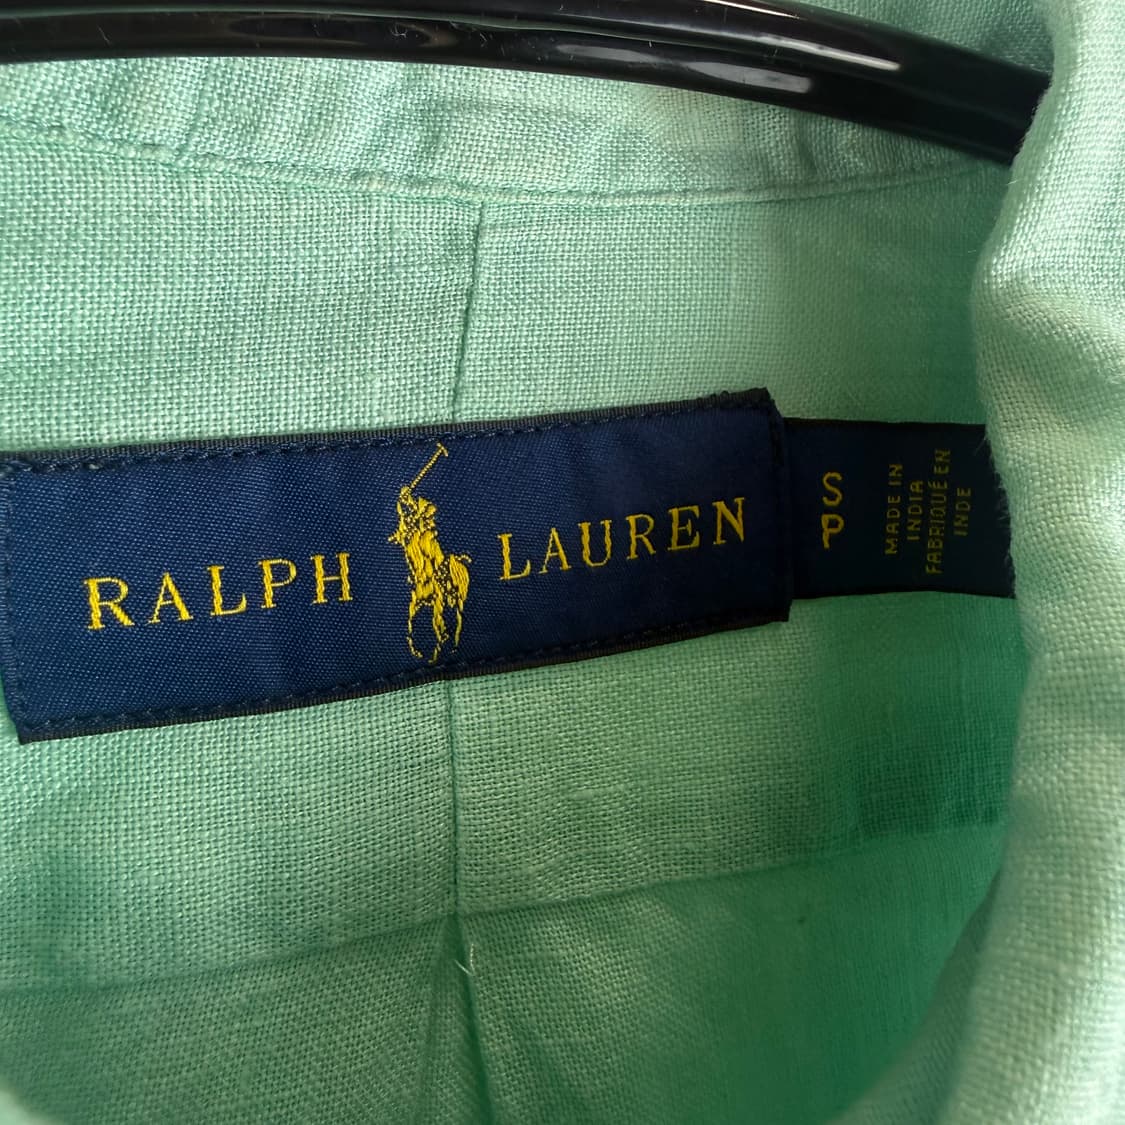 RALPH LAUREN
S
P
MADE IN
INDIA
FABRIQUÉ EN
INDE